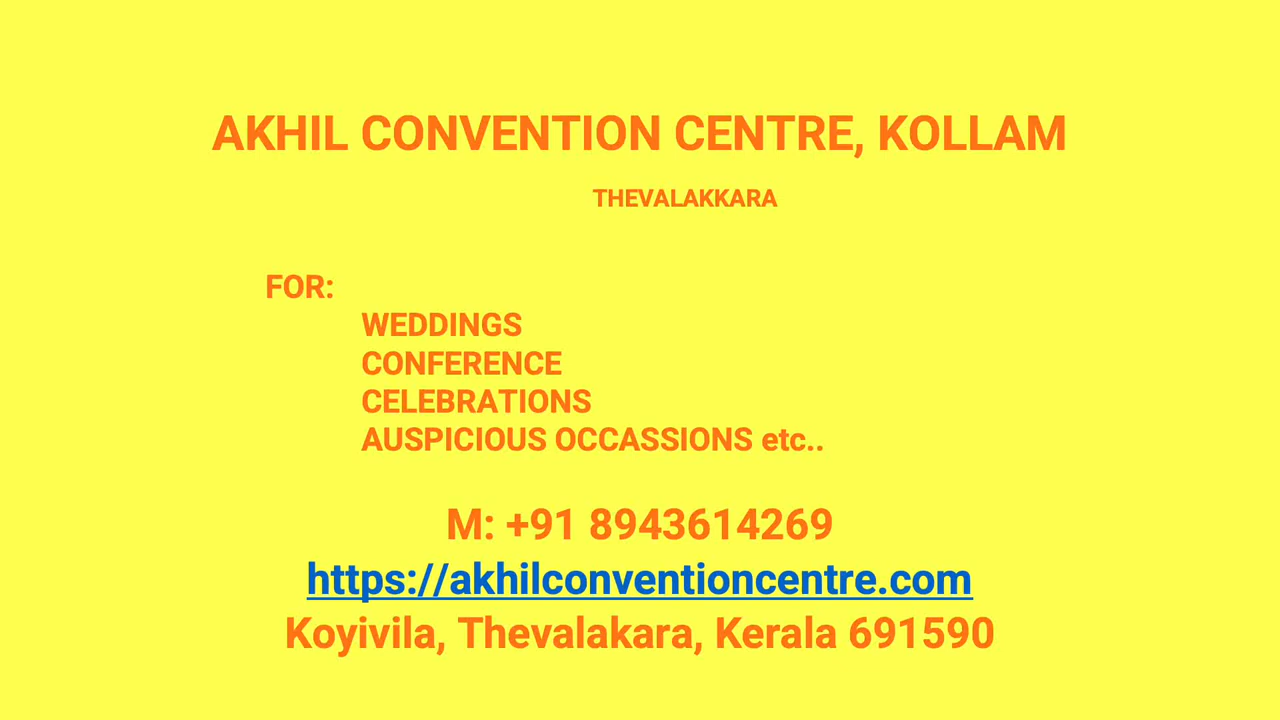 AKHIL CONVENTION CENTRE, KOLLAM
THEVALAKKARA
FOR:
WEDDINGS
CONFERENCE
CELEBRATIONS
AUSPICIOUS OCCASSIONS etc..
M: +91 8943614269
https://akhilconventioncentre.com
Koyivila, Thevalakara, Kerala 691590